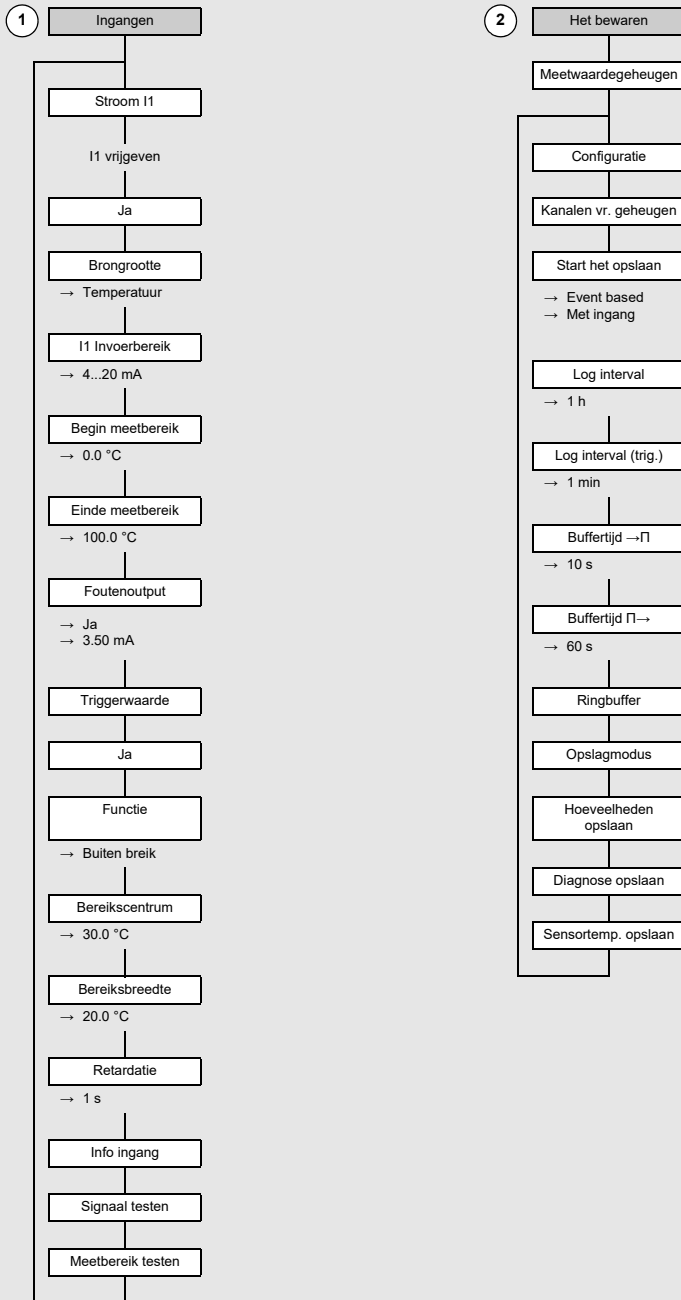 1
Ingangen
Stroom I1
I1 vrijgeven
Ja
Brongrootte
→ Temperatuur
I1 Invoerbereik
→ 4...20 mA
Begin meetbereik
→ 0.0 °C
Einde meetbereik
→ 100.0 °C
Foutenoutput
→ Ja
→ 3.50 mA
Triggerwaarde
Ja
Functie
→ Buiten breik
Bereikscentrum
→ 30.0 °C
Bereiksbreedte
→ 20.0 °C
Retardatie
→ 1 s
Info ingang
Signaal testen
Meetbereik testen
2
Het bewaren
Meetwaardegeheugen
Configuratie
Kanalen vr. geheugen
Start het opslaan
→ Event based
→ Met ingang
Log interval
→ 1 h
Log interval (trig.)
→ 1 min
Buffertijd →Π
→ 10 s
Buffertijd Π→
→ 60 s
Ringbuffer
Opslagmodus
Hoeveelheden
opslaan
Diagnose opslaan
Sensortemp. opslaan